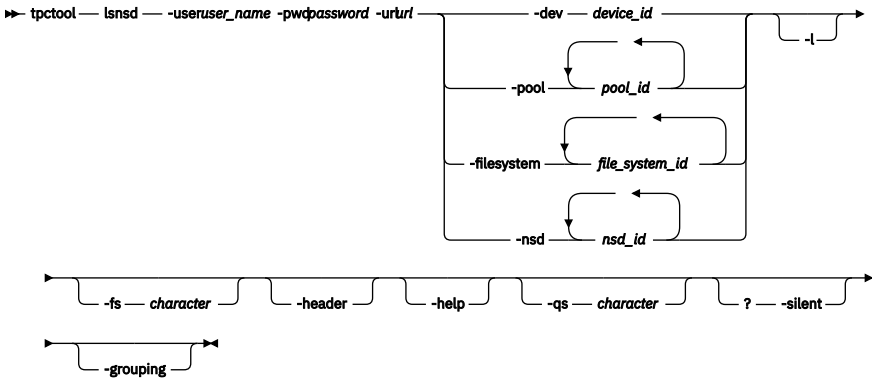 tpctool lsnsd -user user_name -pwd password -url url -dev device_id -l
-pool pool_id
-filesystem file_system_id
-nsd nsd_id
-fs character -header -help -qs character ? -silent
-grouping